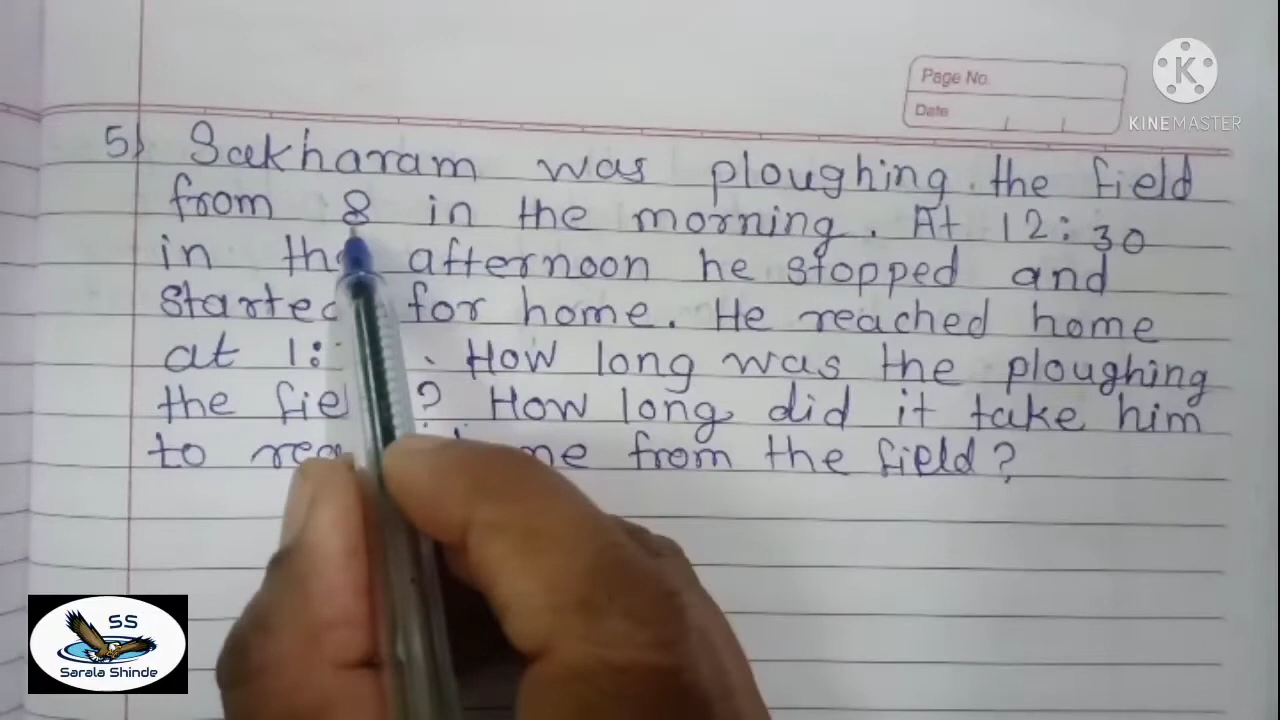 Page No.
Date
K
KINEMASTER
5) Sakharam was ploughing the field
from 8 in the morning. At 12:30
in the afternoon he stopped and
started for home. He reached home
at 1: . How long was the ploughing
the ? How long did it take him
to from the field?
SS
Sarala Shinde